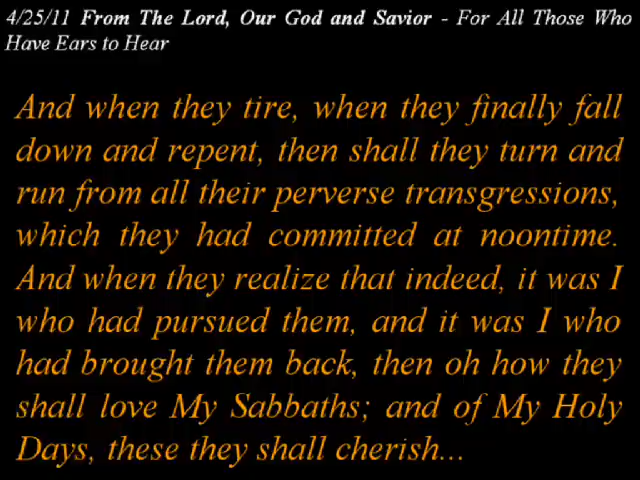 4/25/11 From The Lord, Our God and Savior - For All Those Who
Have Ears to Hear
And when they tire, when they finally fall
down and repent, then shall they turn and
run from all their perverse transgressions,
which they had committed at noontime.
And when they realize that indeed, it was I
who had pursued them, and it was I who
had brought them back, then oh how they
shall love My Sabbaths; and of My Holy
Days, these they shall cherish...